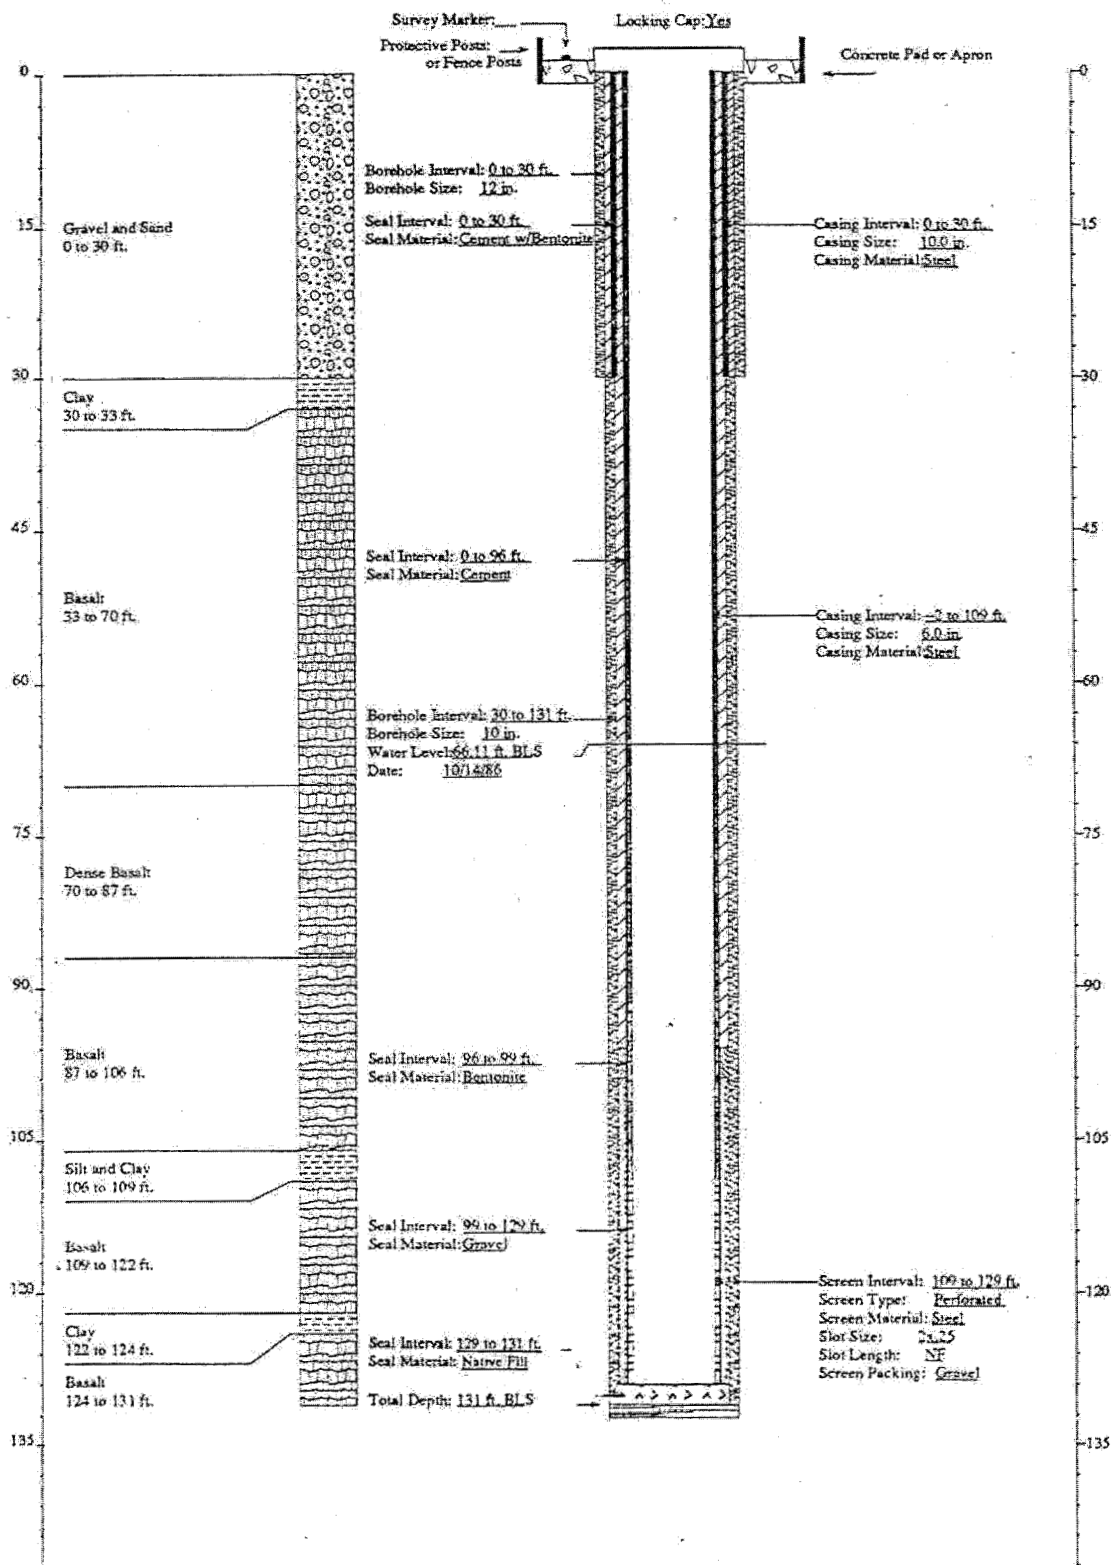 Survey Marker:
Locking Cap: Yes
Protective Posts:
or Fence Posts
Concrete Pad or Apron
0
0
Borehole Interval: 0 to 30 ft.
Borehole Size: 12 in.
Gravel and Sand
0 to 30 ft.
15
Seal Interval: 0 to 30 ft.
Seal Material: Cement w/Bentonite
Casing Interval: 0 to 30 ft.
Casing Size: 10.0 in.
Casing Material: Steel
15
30
30
Clay
30 to 33 ft.
45
45
Seal Interval: 0 to 96 ft.
Seal Material: Cement
Basalt
33 to 70 ft.
Casing Interval: -2 to 109 ft.
Casing Size: 6.0 in.
Casing Material: Steel
60
60
Borehole Interval: 30 to 131 ft.
Borehole Size: 10 in.
Water Level: 66.11 ft. BLS
Date: 10/14/86
75
75
Dense Basalt
70 to 87 ft.
90
90
Basalt
87 to 106 ft.
Seal Interval: 96 to 99 ft.
Seal Material: Bentonite
105
105
Silt and Clay
106 to 109 ft.
Seal Interval: 99 to 129 ft.
Seal Material: Gravel
Basalt
109 to 122 ft.
120
120
Screen Interval: 109 to 129 ft.
Screen Type: Perforated
Screen Material: Steel
Slot Size: 2x.25
Slot Length: NF
Screen Packing: Gravel
Clay
122 to 124 ft.
Seal Interval: 129 to 131 ft.
Seal Material: Native Fill
Basalt
124 to 131 ft.
Total Depth: 131 ft. BLS
135
135